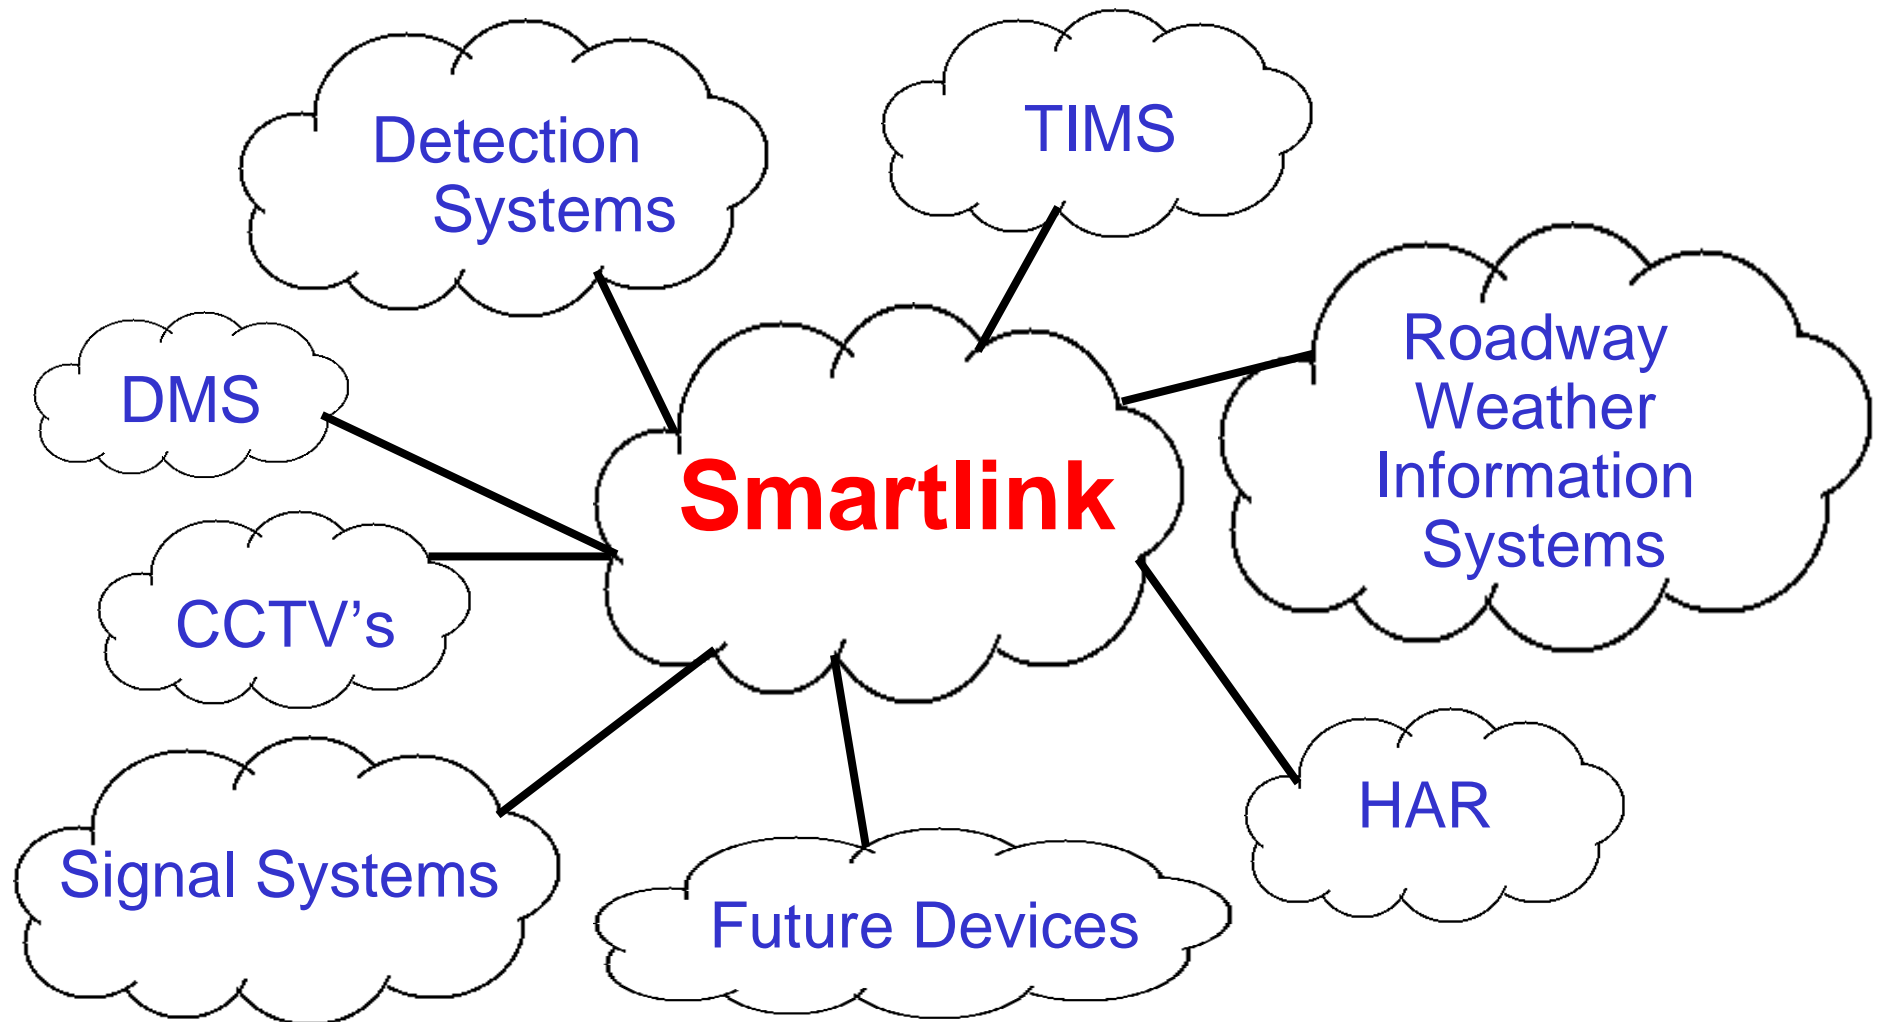 Detection
Systems
TIMS
Roadway
Weather
Information
Systems
DMS
Smartlink
CCTV’s
HAR
Signal Systems
Future Devices